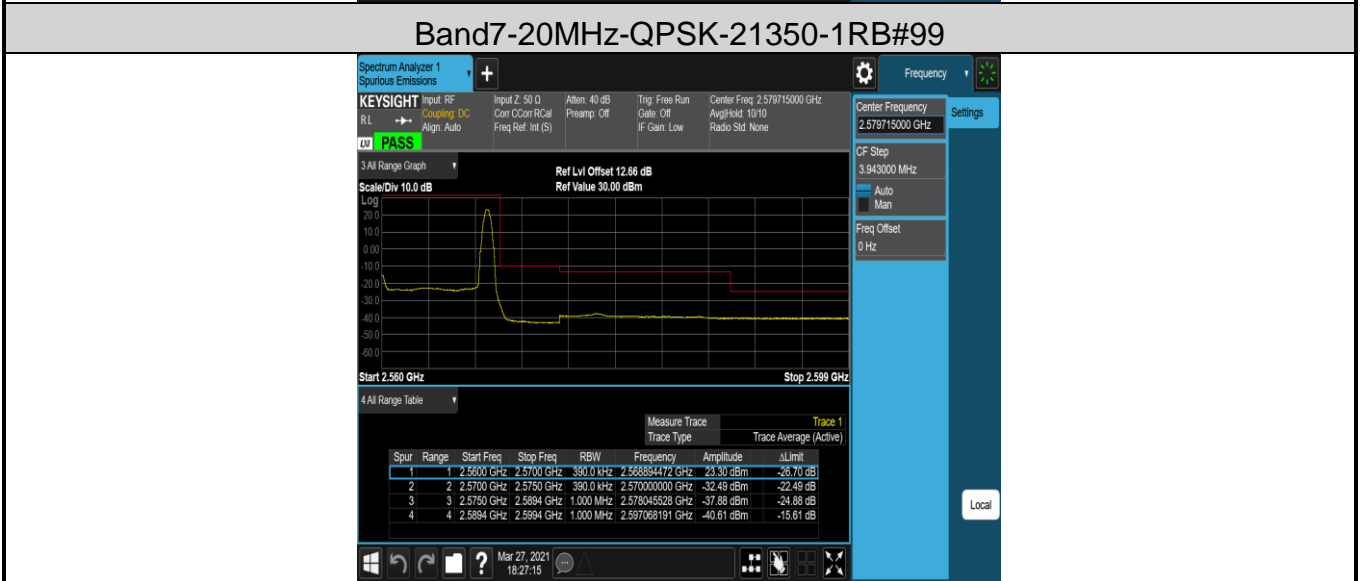 Band7-20MHz-QPSK-21350-1RB#99
Spectrum Analyzer 1
Spurious Emissions
+
Frequency
KEYSIGHT
RL
LXI PASS
Input: RF
Coupling: DC
Align: Auto
Input Z: 50 Ω
Corr CCorr RCal
Freq Ref: Int (S)
Atten: 40 dB
Preamp: Off
Trig: Free Run
Gate: Off
IF Gain: Low
Center Freq: 2.579715000 GHz
Avg|Hold: 10/10
Radio Std: None
Center Frequency
2.579715000 GHz
Settings
CF Step
3.943000 MHz
Auto
Man
Freq Offset
0 Hz
3 All Range Graph
Ref Lvl Offset 12.66 dB
Scale/Div 10.0 dB
Ref Value 30.00 dBm
Log
20.0
10.0
0.00
-10.0
-20.0
-30.0
-40.0
-50.0
-60.0
Start 2.560 GHz
Stop 2.599 GHz
4 All Range Table
Measure Trace Trace 1
Trace Type Trace Average (Active)
Spur Range Start Freq Stop Freq RBW Frequency Amplitude ΔLimit
1 1 2.5600 GHz 2.5700 GHz 390.0 kHz 2.568894472 GHz 23.30 dBm -26.70 dB
2 2 2.5700 GHz 2.5750 GHz 390.0 kHz 2.570000000 GHz -32.49 dBm -22.49 dB
3 3 2.5750 GHz 2.5894 GHz 1.000 MHz 2.578045528 GHz -37.88 dBm -24.88 dB
4 4 2.5894 GHz 2.5994 GHz 1.000 MHz 2.597068191 GHz -40.61 dBm -15.61 dB
Local
?
Mar 27, 2021
18:27:15